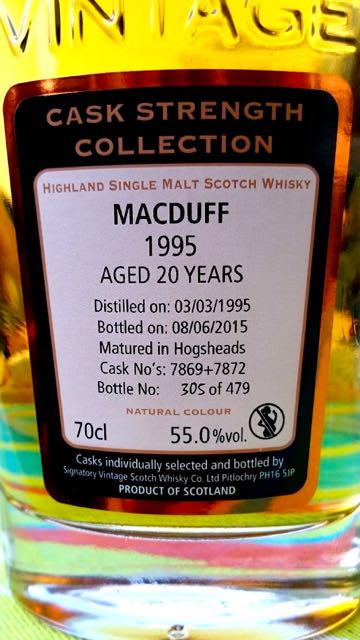 VINTAGE
CASK STRENGTH
COLLECTION
HIGHLAND SINGLE MALT SCOTCH WHISKY
MACDUFF
1995
AGED 20 YEARS
Distilled on: 03/03/1995
Bottled on: 08/06/2015
Matured in Hogsheads
Cask No's: 7869+7872
Bottle No: 305 of 479
NATURAL COLOUR
70cl 55.0%vol.
Casks individually selected and bottled by
Signatory Vintage Scotch Whisky Co. Ltd Pitlochry PH16 5JP
PRODUCT OF SCOTLAND